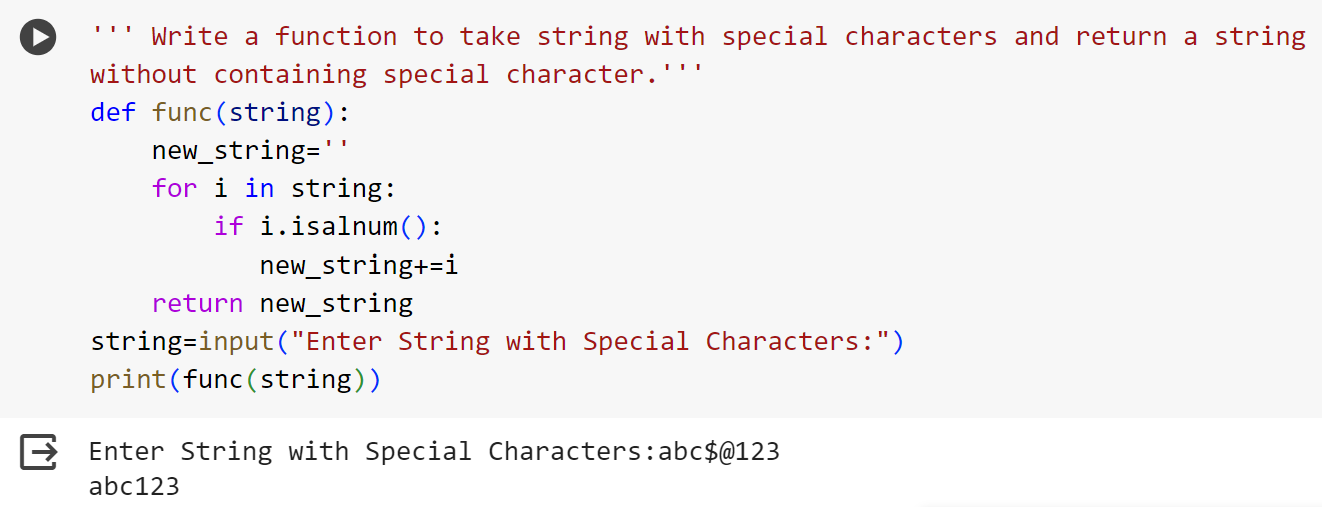 ''' Write a function to take string with special characters and return a string
without containing special character.'''
def func(string):
    new_string=''
    for i in string:
        if i.isalnum():
           new_string+=i
    return new_string
string=input("Enter String with Special Characters:")
print(func(string))
Enter String with Special Characters:abc$@123
abc123